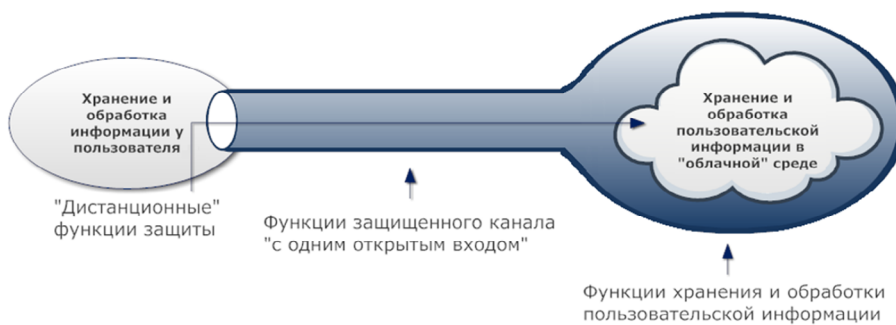 Хранение и
обработка
информации у
пользователя
Хранение и
обработка
пользовательской
информации в
"облачной" среде
"Дистанционные"
функции защиты
Функции защищенного канала
"с одним открытым входом"
Функции хранения и обработки
пользовательской информации